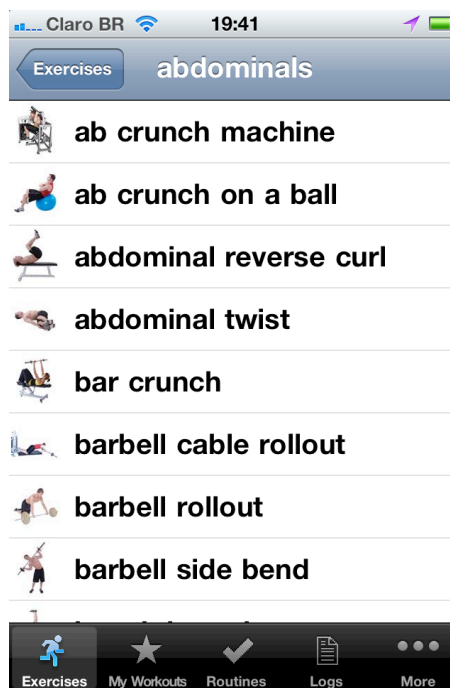 Claro BR 19:41
Exercises abdominals
ab crunch machine
ab crunch on a ball
abdominal reverse curl
abdominal twist
bar crunch
barbell cable rollout
barbell rollout
barbell side bend
Exercises My Workouts Routines Logs More